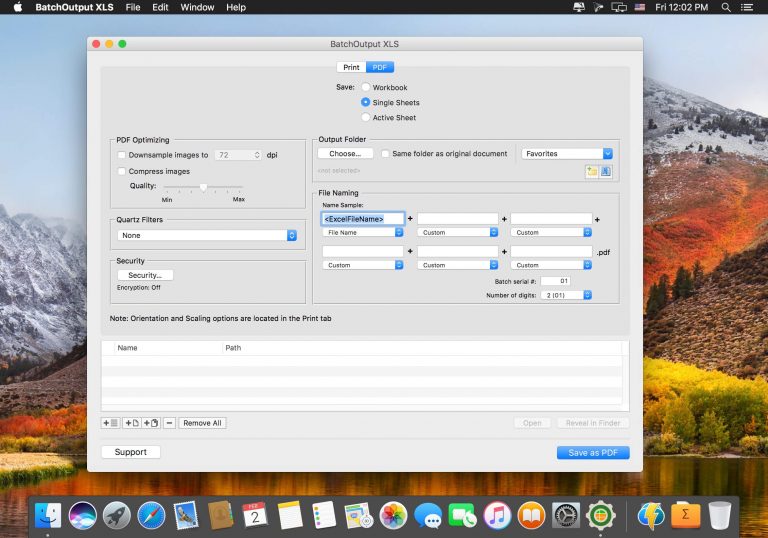 BatchOutput XLS File Edit Window Help Fri 12:02 PM
BatchOutput XLS
Print PDF
Save: Workbook
Single Sheets
Active Sheet
PDF Optimizing
Downsample images to 72 dpi
Compress images
Quality:
Min Max
Quartz Filters
None
Security
Security...
Encryption: Off
Output Folder
Choose... Same folder as original document Favorites
<not selected>
File Naming
Name Sample:
<ExcelFileName> + + +
File Name Custom Custom
+ + .pdf
Custom Custom Custom
Batch serial #: 01
Number of digits: 2 (01)
Note: Orientation and Scaling options are located in the Print tab
Name Path
Remove All Open Reveal in Finder
Support Save as PDF
2
Σ